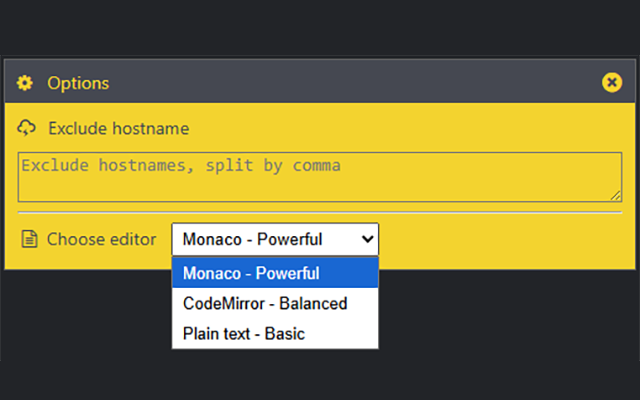 Options
Exclude hostname
Exclude hostnames, split by comma
Choose editor
Monaco - Powerful
Monaco - Powerful
CodeMirror - Balanced
Plain text - Basic